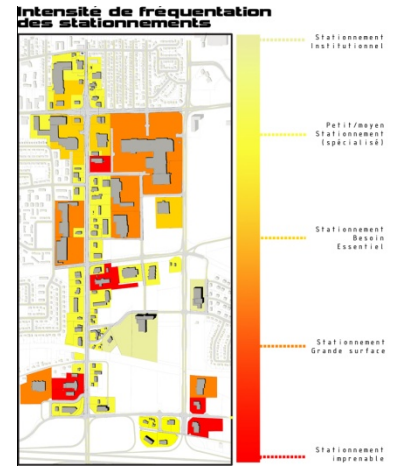 Intensité de fréquentation
des stationnements
Stationnement
Institutionnel
Petit/moyen
Stationnement
(spécialisé)
Stationnement
Besoin
Essentiel
Stationnement
Grande surface
Stationnement
imprenable